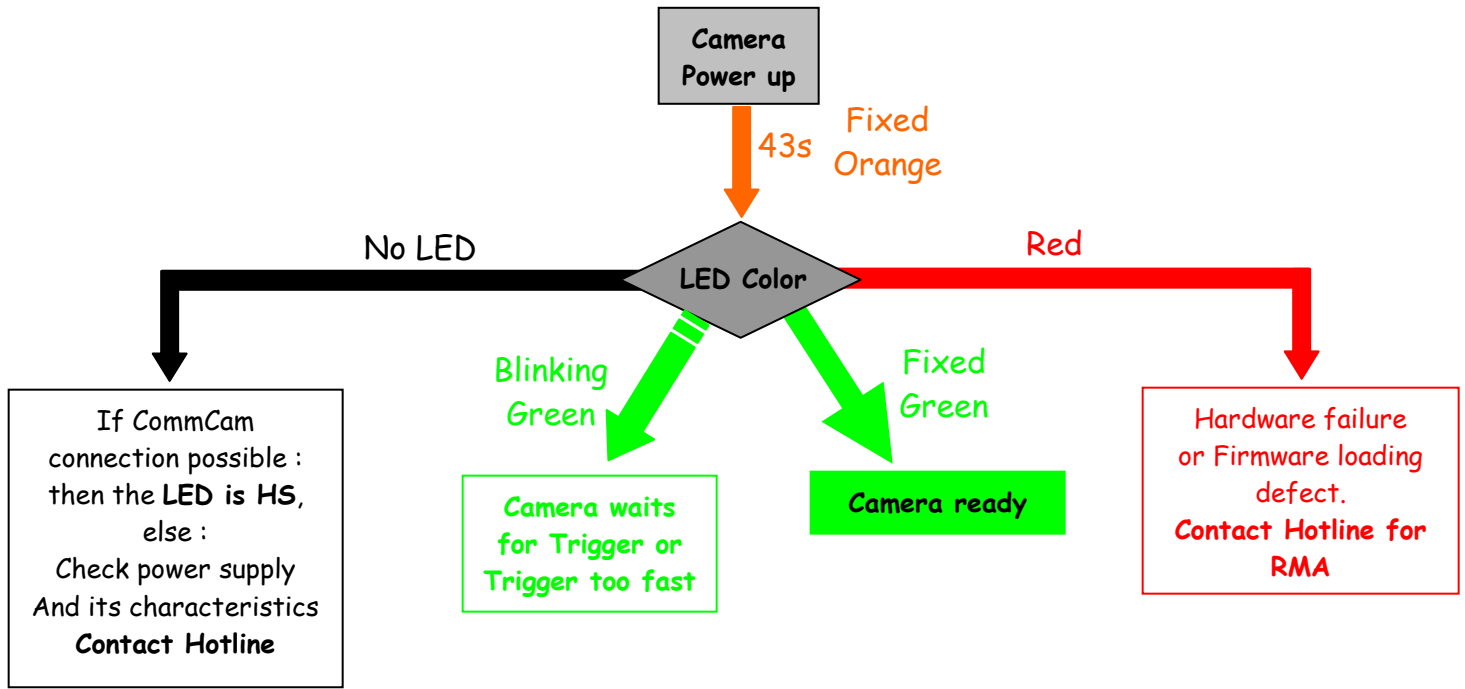 Camera
Power up
43s
Fixed
Orange
No LED
LED Color
Red
Blinking
Green
Fixed
Green
If CommCam
connection possible :
then the LED is HS,
else :
Check power supply
And its characteristics
Contact Hotline
Camera waits
for Trigger or
Trigger too fast
Camera ready
Hardware failure
or Firmware loading
defect.
Contact Hotline for
RMA